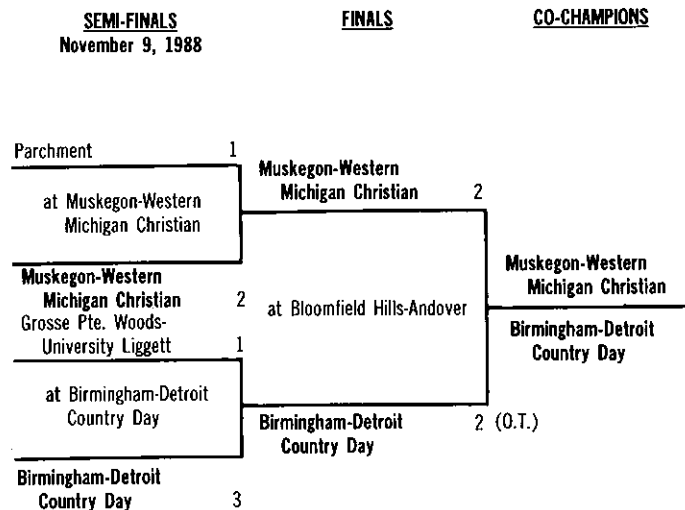 SEMI-FINALS
November 9, 1988
FINALS
CO-CHAMPIONS
Parchment 1
at Muskegon-Western
Michigan Christian
Muskegon-Western
Michigan Christian 2
Grosse Pte. Woods-
University Liggett 1
at Birmingham-Detroit
Country Day
Birmingham-Detroit
Country Day 3
Muskegon-Western
Michigan Christian 2
at Bloomfield Hills-Andover
Birmingham-Detroit 2 (O.T.)
Country Day
Muskegon-Western
Michigan Christian
Birmingham-Detroit
Country Day